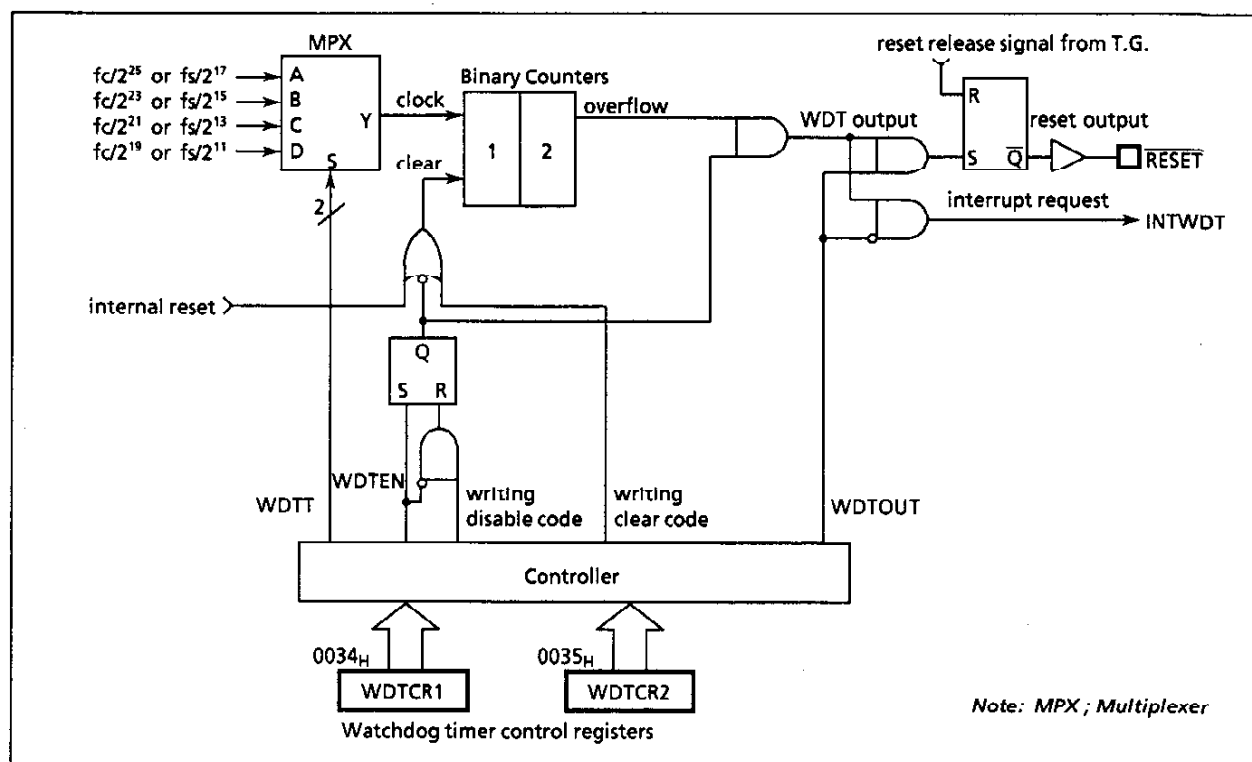 MPX
reset release signal from T.G.
fc/2²⁵ or fs/2¹⁷
A
Binary Counters
R
fc/2²³ or fs/2¹⁵
B
clock
overflow
fc/2²¹ or fs/2¹³
C
Y
WDT output
reset output
fc/2¹⁹ or fs/2¹¹
D
S
1
2
S
Q̅
R̅E̅S̅E̅T̅
clear
2
interrupt request
INTWDT
internal reset
Q
S R
WDTEN
WDTT
writing
disable code
writing
clear code
WDTOUT
Controller
0034H
0035H
WDTCR1
WDTCR2
Watchdog timer control registers
Note: MPX ; Multiplexer